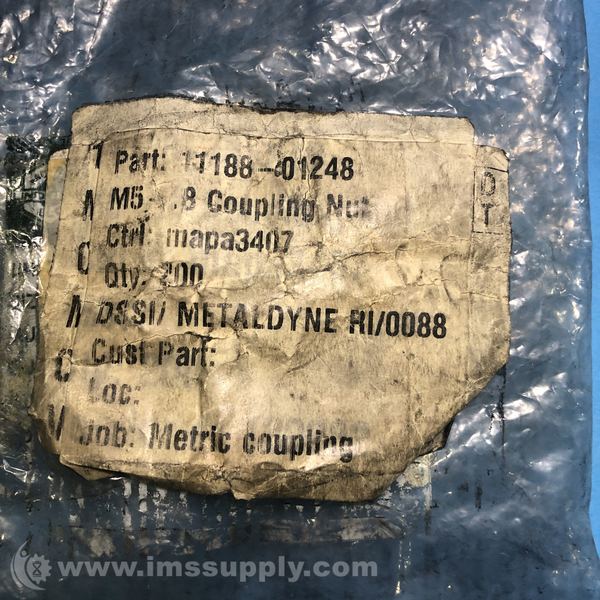 Part: 11188-01248
M5-.8 Coupling Nut
Ctrl: mapa3407
Qty: 200
DSSI/ METALDYNE RI/0088
Cust Part:
Loc:
Job: Metric coupling
www.imssupply.com